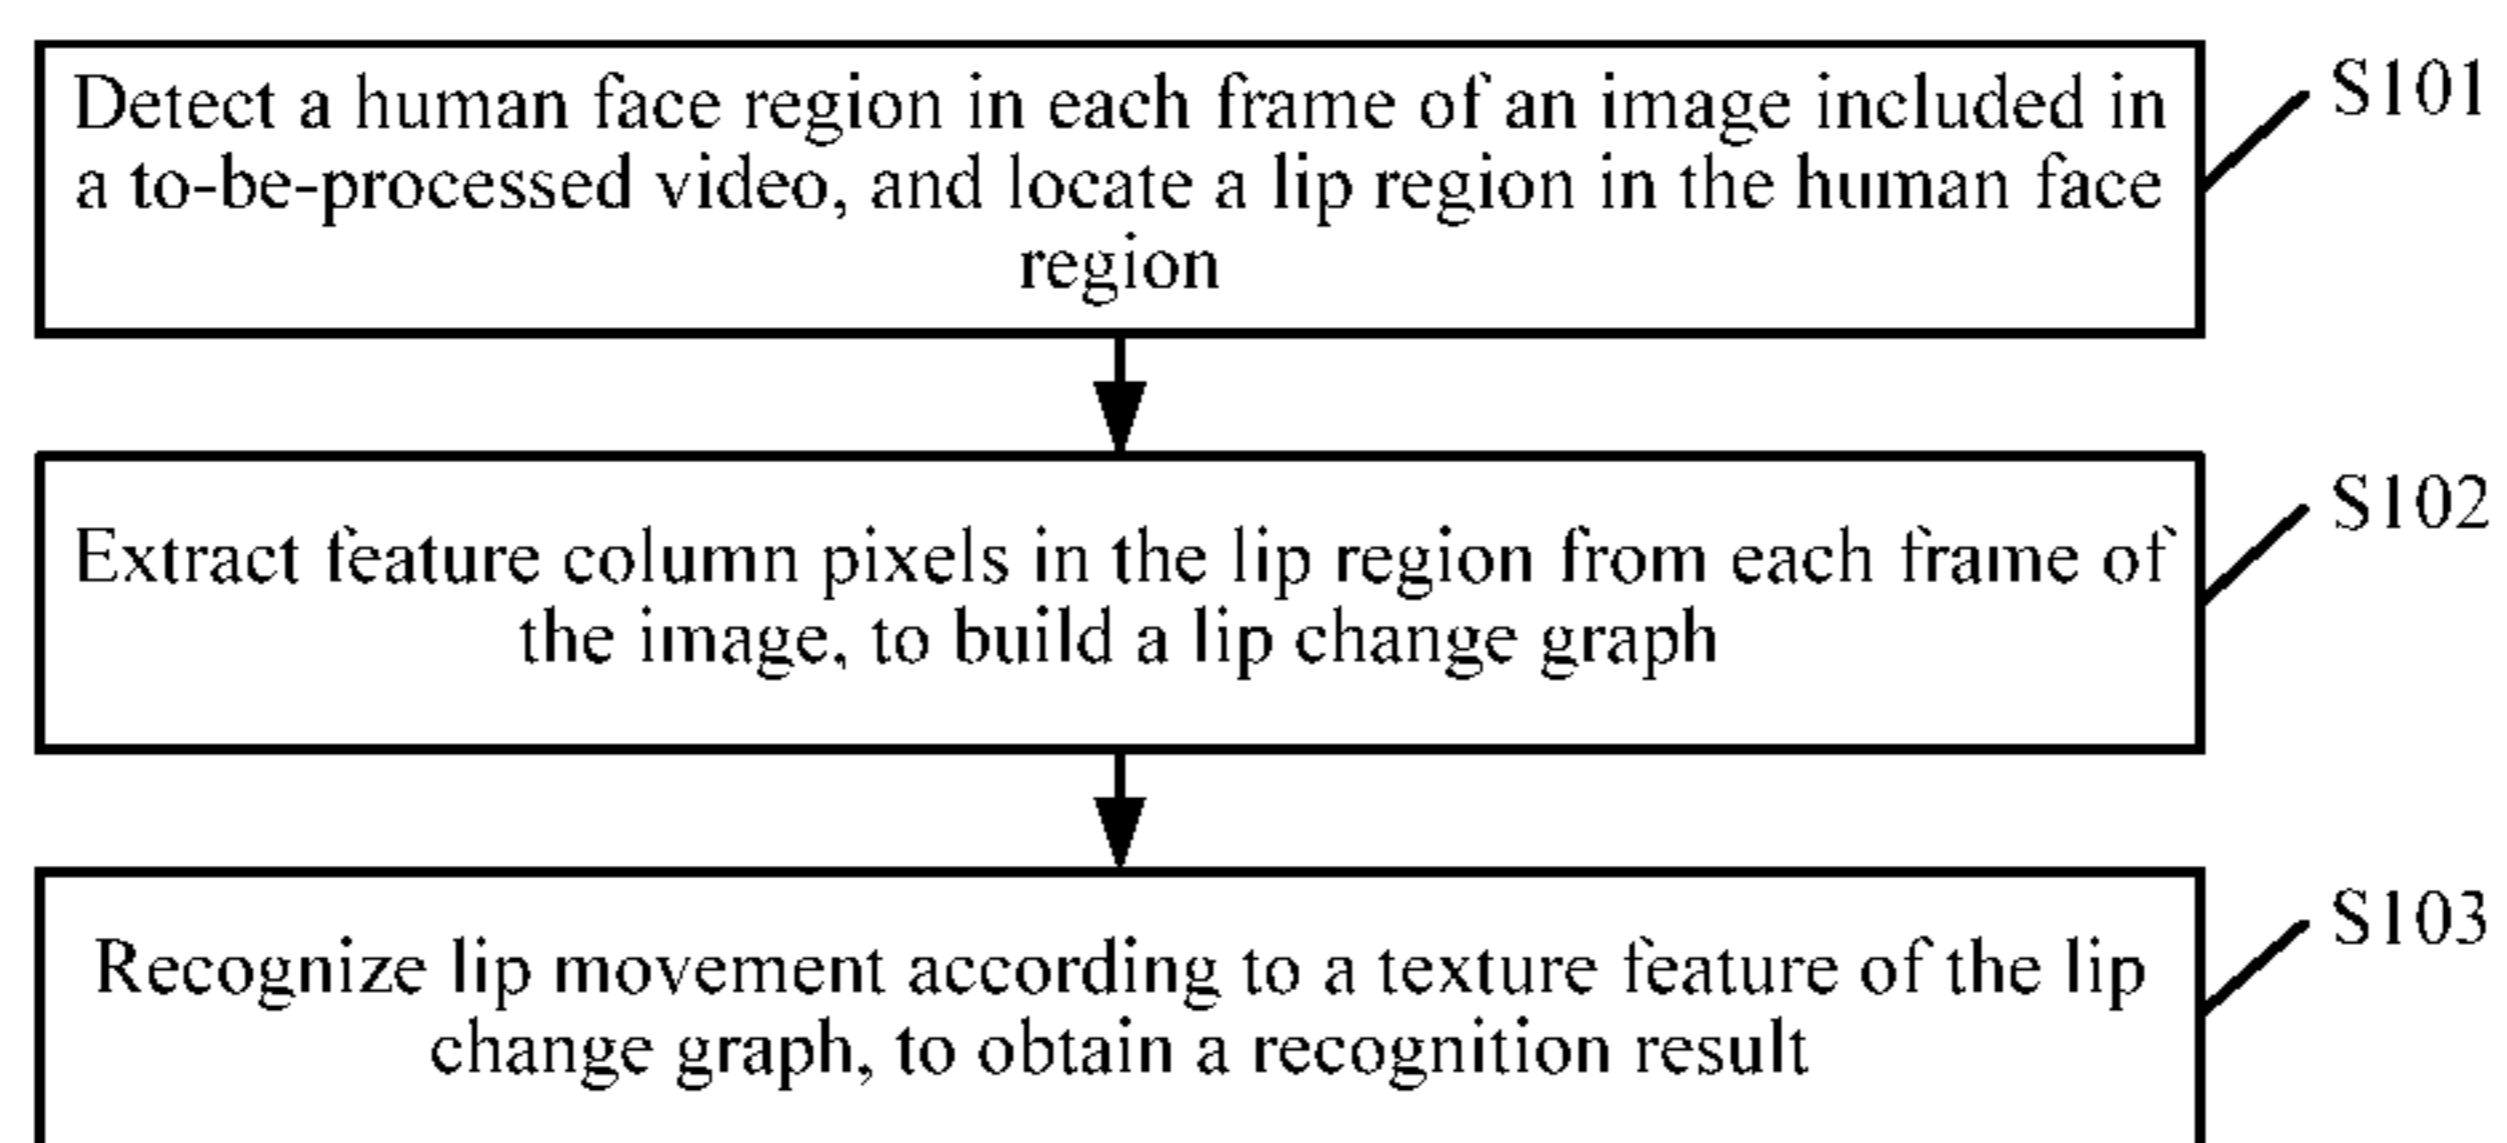 Detect a human face region in each frame of an image included in
a to-be-processed video, and locate a lip region in the human face
region
S101
Extract feature column pixels in the lip region from each frame of
the image, to build a lip change graph
S102
Recognize lip movement according to a texture feature of the lip
change graph, to obtain a recognition result
S103